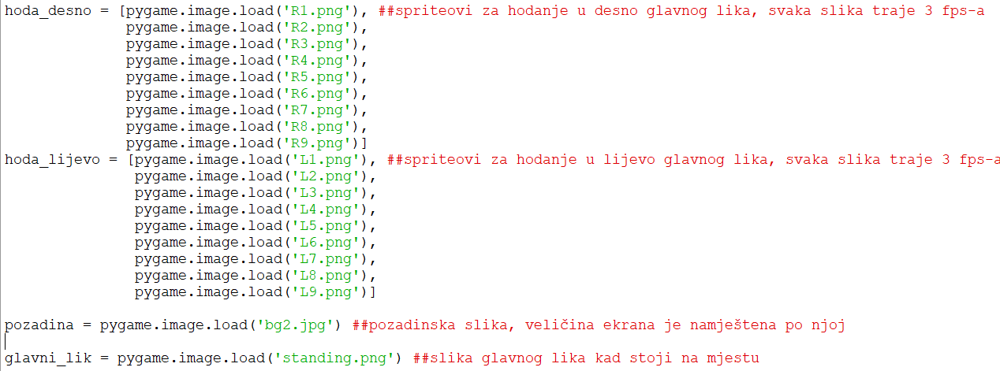 hoda_desno = [pygame.image.load('R1.png'), ##spriteovi za hodanje u desno glavnog lika, svaka slika traje 3 fps-a
pygame.image.load('R2.png'),
pygame.image.load('R3.png'),
pygame.image.load('R4.png'),
pygame.image.load('R5.png'),
pygame.image.load('R6.png'),
pygame.image.load('R7.png'),
pygame.image.load('R8.png'),
pygame.image.load('R9.png')]
hoda_lijevo = [pygame.image.load('L1.png'), ##spriteovi za hodanje u lijevo glavnog lika, svaka slika traje 3 fps-a
pygame.image.load('L2.png'),
pygame.image.load('L3.png'),
pygame.image.load('L4.png'),
pygame.image.load('L5.png'),
pygame.image.load('L6.png'),
pygame.image.load('L7.png'),
pygame.image.load('L8.png'),
pygame.image.load('L9.png')]
pozadina = pygame.image.load('bg2.jpg') ##pozadinska slika, veličina ekrana je namještena po njoj
glavni_lik = pygame.image.load('standing.png') ##slika glavnog lika kad stoji na mjestu